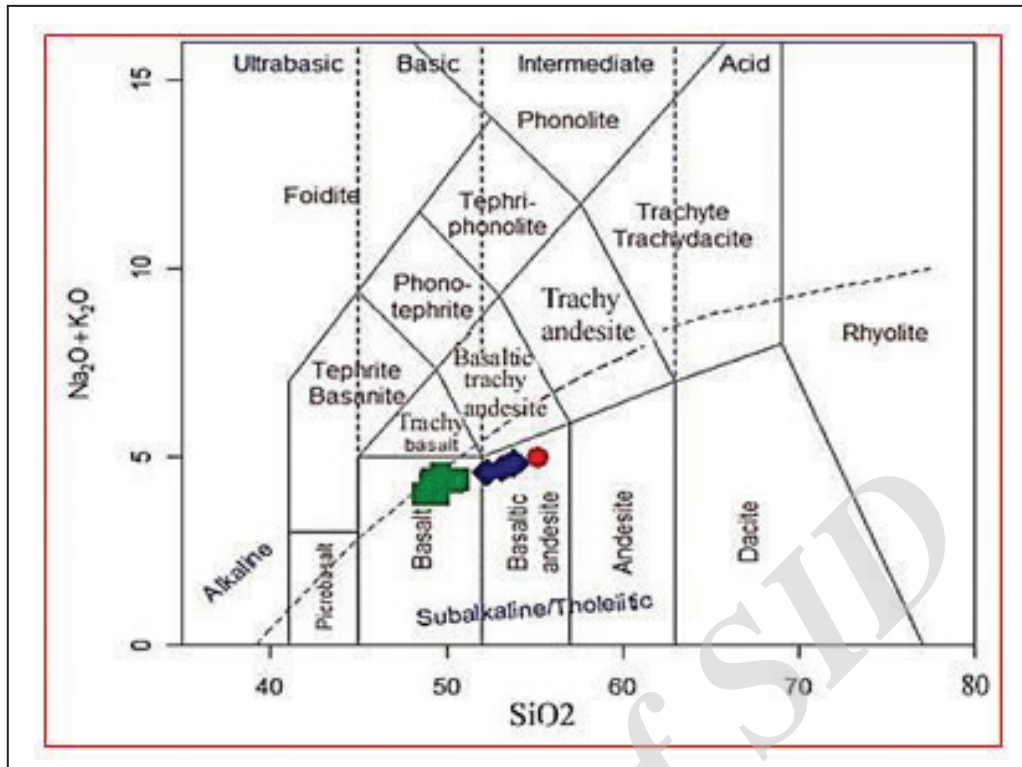 Ultrabasic Basic Intermediate Acid
15
Phonolite
Foidite
Tephri-
phonolite
Trachyte
Trachydacite
10
Phono-
tephrite
Trachy
andesite
Rhyolite
Na2O+K2O
Tephrite
Basanite
Basaltic
trachy
andesite
Trachy
basalt
5
Basalt
Basaltic
andesite
Andesite
Dacite
Alkaline
Picrobasalt
Subalkaline/Tholeiitic
0
40 50 60 70 80
SiO2
of SID